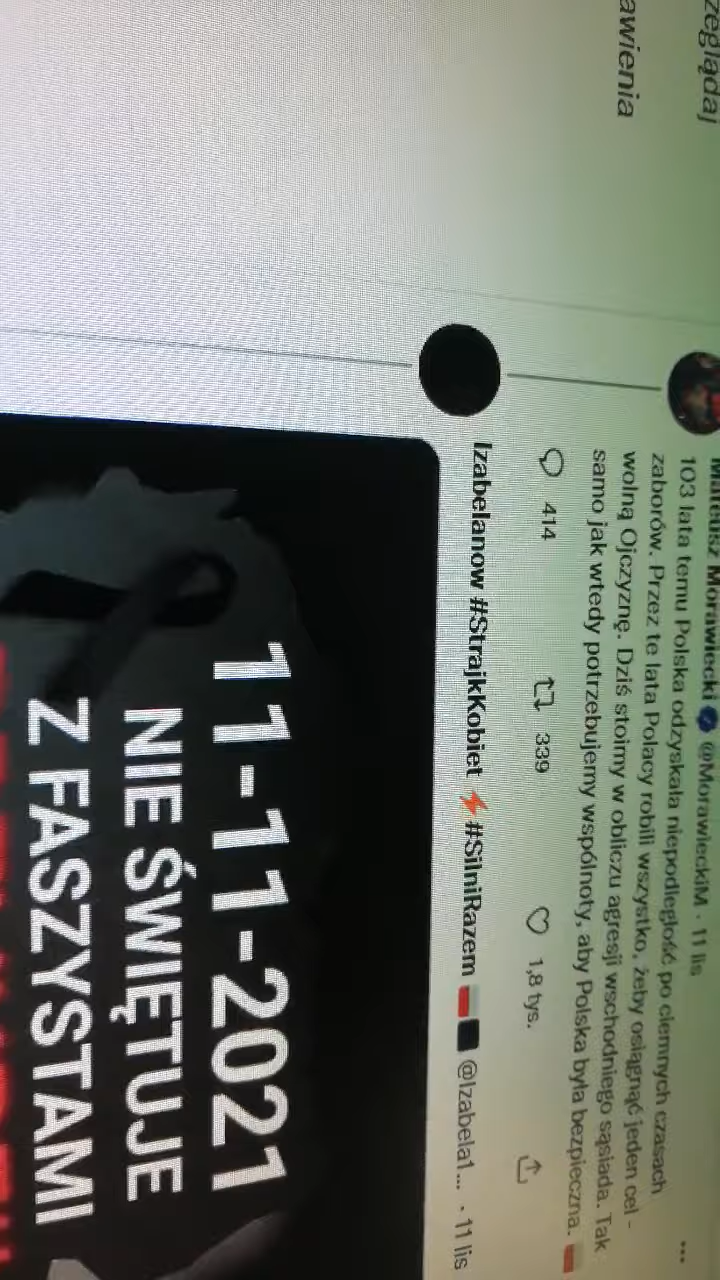 Mateusz Morawiecki @MorawieckiM · 11 lis
103 lata temu Polska odzyskała niepodległość po ciemnych czasach
zaborów. Przez te lata Polacy robili wszystko, żeby osiągnąć jeden cel -
wolną Ojczyznę. Dziś stoimy w obliczu agresji wschodniego sąsiada. Tak
samo jak wtedy potrzebujemy wspólnoty, aby Polska była bezpieczna.
414 339 1,8 tys.
Izabelanow #StrajkKobiet ⚡#SilniRazem @Izabela1... · 11 lis
11-11-2021
NIE ŚWIĘTUJE
Z FASZYSTAMI